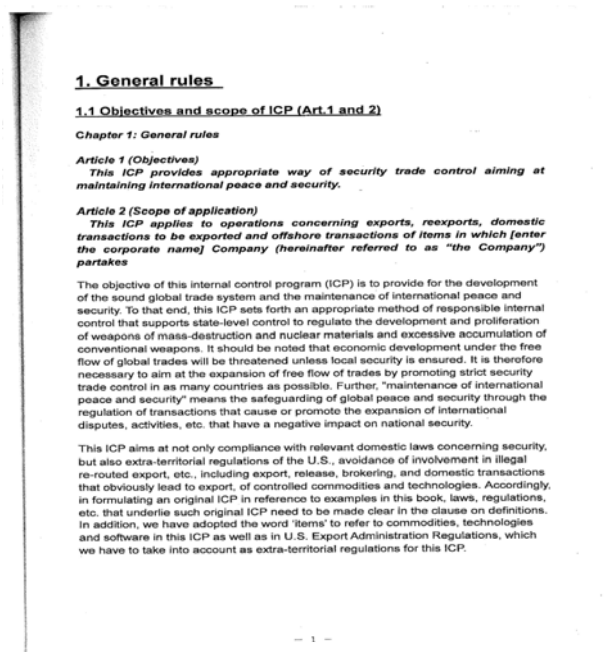 1. General rules
1.1 Objectives and scope of ICP (Art.1 and 2)
Chapter 1: General rules
Article 1 (Objectives)
This ICP provides appropriate way of security trade control aiming at
maintaining international peace and security.
Article 2 (Scope of application)
This ICP applies to operations concerning exports, reexports, domestic
transactions to be exported and offshore transactions of items in which [enter
the corporate name] Company (hereinafter referred to as "the Company")
partakes
The objective of this internal control program (ICP) is to provide for the development
of the sound global trade system and the maintenance of international peace and
security. To that end, this ICP sets forth an appropriate method of responsible internal
control that supports state-level control to regulate the development and proliferation
of weapons of mass-destruction and nuclear materials and excessive accumulation of
conventional weapons. It should be noted that economic development under the free
flow of global trades will be threatened unless local security is ensured. It is therefore
necessary to aim at the expansion of free flow of trades by promoting strict security
trade control in as many countries as possible. Further, "maintenance of international
peace and security" means the safeguarding of global peace and security through the
regulation of transactions that cause or promote the expansion of international
disputes, activities, etc. that have a negative impact on national security.
This ICP aims at not only compliance with relevant domestic laws concerning security,
but also extra-territorial regulations of the U.S., avoidance of involvement in illegal
re-routed export, etc., including export, release, brokering, and domestic transactions
that obviously lead to export, of controlled commodities and technologies. Accordingly,
in formulating an original ICP in reference to examples in this book, laws, regulations,
etc. that underlie such original ICP need to be made clear in the clause on definitions.
In addition, we have adopted the word 'items' to refer to commodities, technologies
and software in this ICP as well as in U.S. Export Administration Regulations, which
we have to take into account as extra-territorial regulations for this ICP.
— 1 —